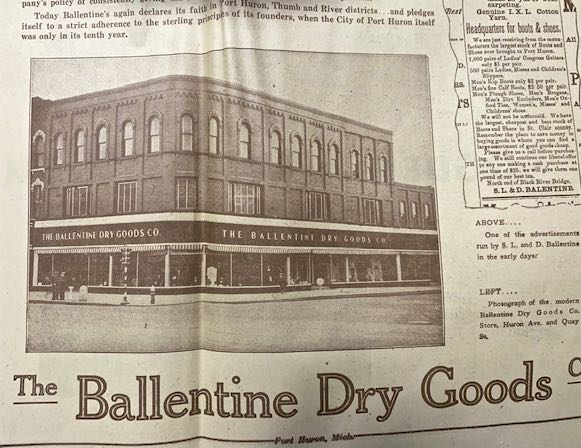 pany's policy of consistently
Today Ballentine's again declares its faith in Port Huron, Thumb and River districts...and pledges
itself to a strict adherence to the sterling principles of its founders, when the City of Port Huron itself
was only in its tenth year.
THE BALLENTINE DRY GOODS CO.
THE BALLENTINE DRY GOODS CO.
Best
carpeting.
Genuine I. X. L. Cotton
Yarn.
Headquarters for boots & shoes.
We are just receiving from the manu-
facturers the largest stock of Boots and
Shoes ever brought to Port Huron.
1,000 pairs of Ladies' Congress Gaiters
only $1 per pair.
500 pairs Ladies, Misses and Children's
Slippers.
Men's Kip Boots only $2 per pair.
Men's fine Calf Boots, $3 50 per pair.
Men's Plough Shoes, Men's Brogans,
Men's Dirt Excluders, Men's Ox-
ford Ties, Women's, Misses' and
Childrens' shoes.
We will not be undersold. We have
the largest, cheapest and best stock of
Boots and Shoes in St. Clair county.
Remember the place to save money in
buying goods is where you can find a
large assortment of good goods cheap.
Please give us a call before purchas-
ing. We still continue our liberal offer
to any one making a cash purchase at
one time of $25, we will give them one
pound of our best tea.
North end of Black River Bridge.
S. L. & D. BALENTINE.
ABOVE....
One of the advertisements
run by S. L. and D. Ballentine
in the early days.
LEFT....
Photograph of the modern
Ballentine Dry Goods Co.
Store, Huron Ave. and Quay
St.
The Ballentine Dry Goods C
Port Huron, Mich.